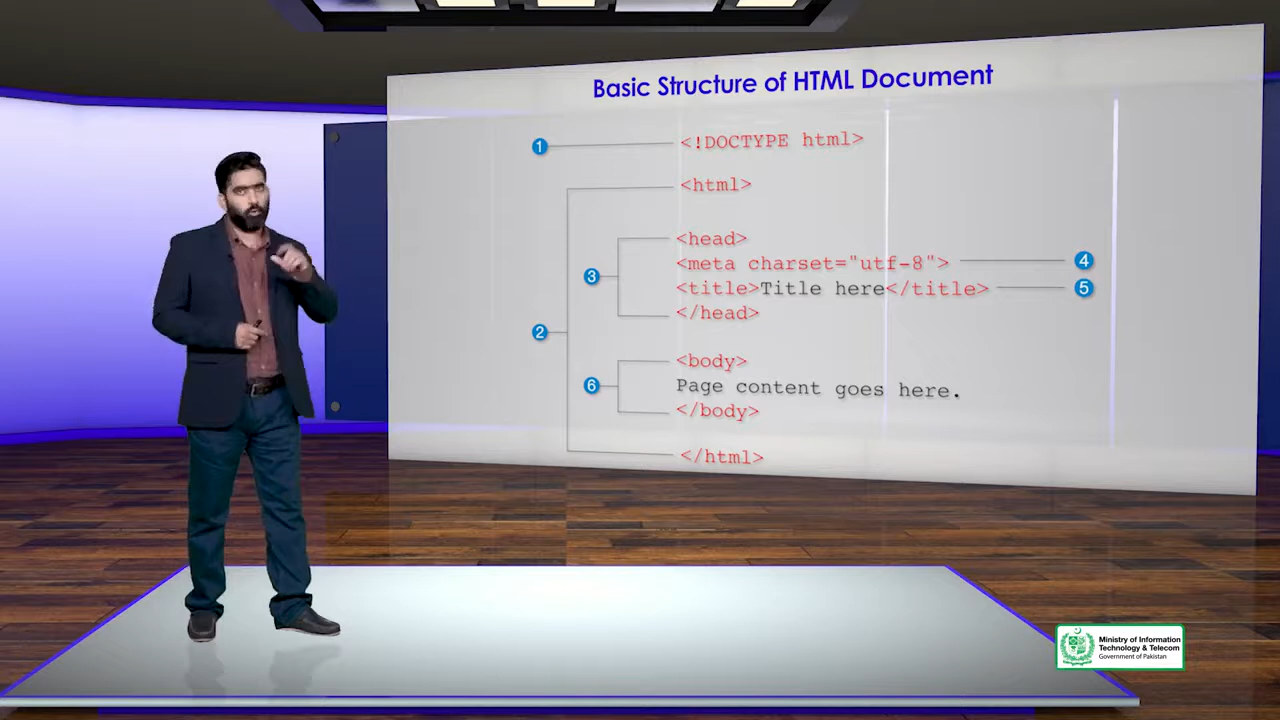 Basic Structure of HTML Document
1 <!DOCTYPE html>
<html>
<head>
<meta charset="utf-8"> 4
3
<title>Title here</title> 5
</head>
2
<body>
6 Page content goes here.
</body>
</html>
Ministry of Information
Technology & Telecom
Government of Pakistan